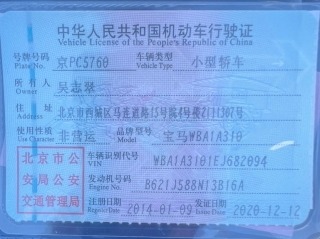 中华人民共和国机动车行驶证
Vehicle License of the People's Republic of China
号牌号码 京PC5760 车辆类型 小型轿车
Plate No. Vehicle Type
所有人 吴志翠
Owner
住址 北京市西城区马连道路15号院4号楼2111307号
Address
使用性质 非营运 品牌型号 宝马WBA1A310
Use Character Model
北京市公
安局公安
交通管理局
车辆识别代号 WBA1A3101EJ682094
VIN
发动机号码 B621J588N13B16A
Engine No.
注册日期 2014-01-09 发证日期 2020-12-12
Register Date Issue Date